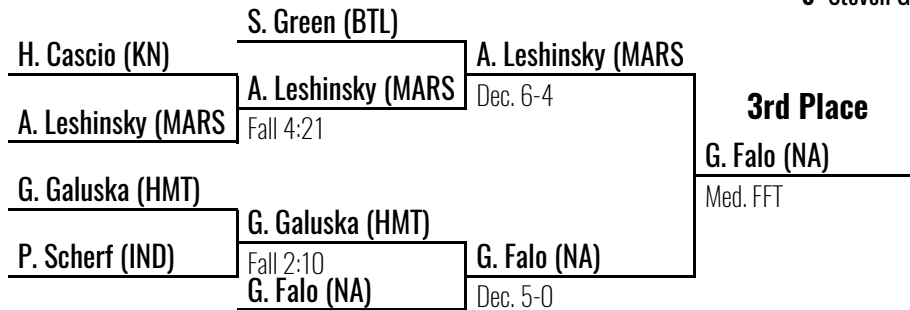 Steven G
S. Green (BTL)
H. Cascio (KN)
A. Leshinsky (MARS
A. Leshinsky (MARS
Dec. 6-4
3rd Place
A. Leshinsky (MARS
Fall 4:21
G. Falo (NA)
Med. FFT
G. Galuska (HMT)
G. Galuska (HMT)
P. Scherf (IND)
Fall 2:10
G. Falo (NA)
G. Falo (NA)
Dec. 5-0